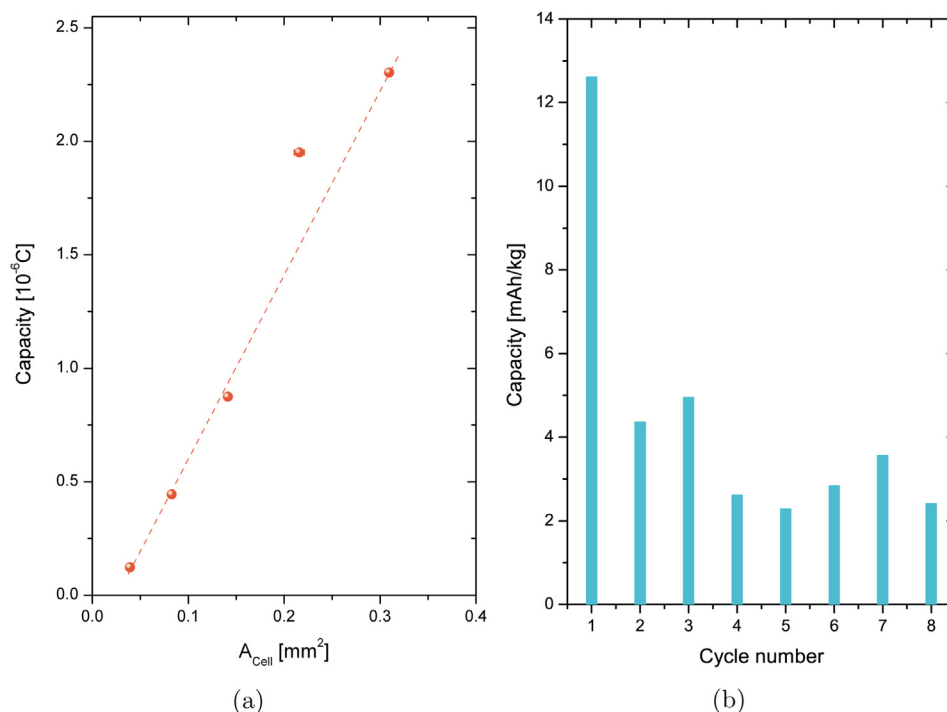 2.5
2.0
1.5
1.0
0.5
0.0
Capacity [10⁻⁶C]
0.0 0.1 0.2 0.3 0.4
A_Cell [mm²]
(a)
14
12
10
8
6
4
2
0
Capacity [mAh/kg]
1 2 3 4 5 6 7 8
Cycle number
(b)